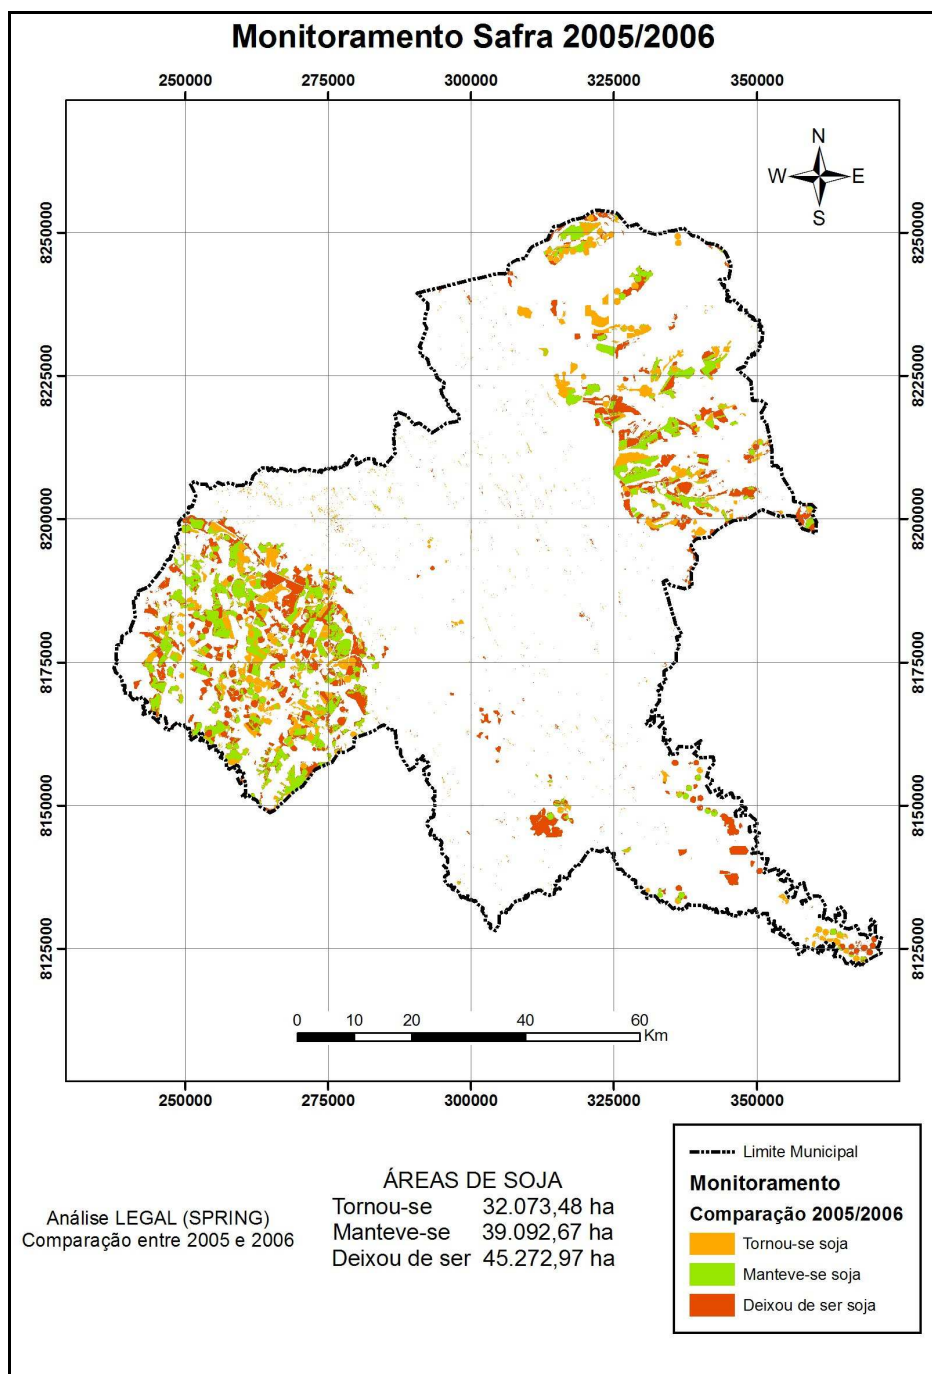 Monitoramento Safra 2005/2006
250000 275000 300000 325000 350000
N
W E
S
8250000 8250000
8225000 8225000
8200000 8200000
8175000 8175000
8150000 8150000
8125000 8125000
0 10 20 40 60
Km
250000 275000 300000 325000 350000
Análise LEGAL (SPRING)
Comparação entre 2005 e 2006
ÁREAS DE SOJA
Tornou-se 32.073,48 ha
Manteve-se 39.092,67 ha
Deixou de ser 45.272,97 ha
Limite Municipal
Monitoramento
Comparação 2005/2006
Tornou-se soja
Manteve-se soja
Deixou de ser soja